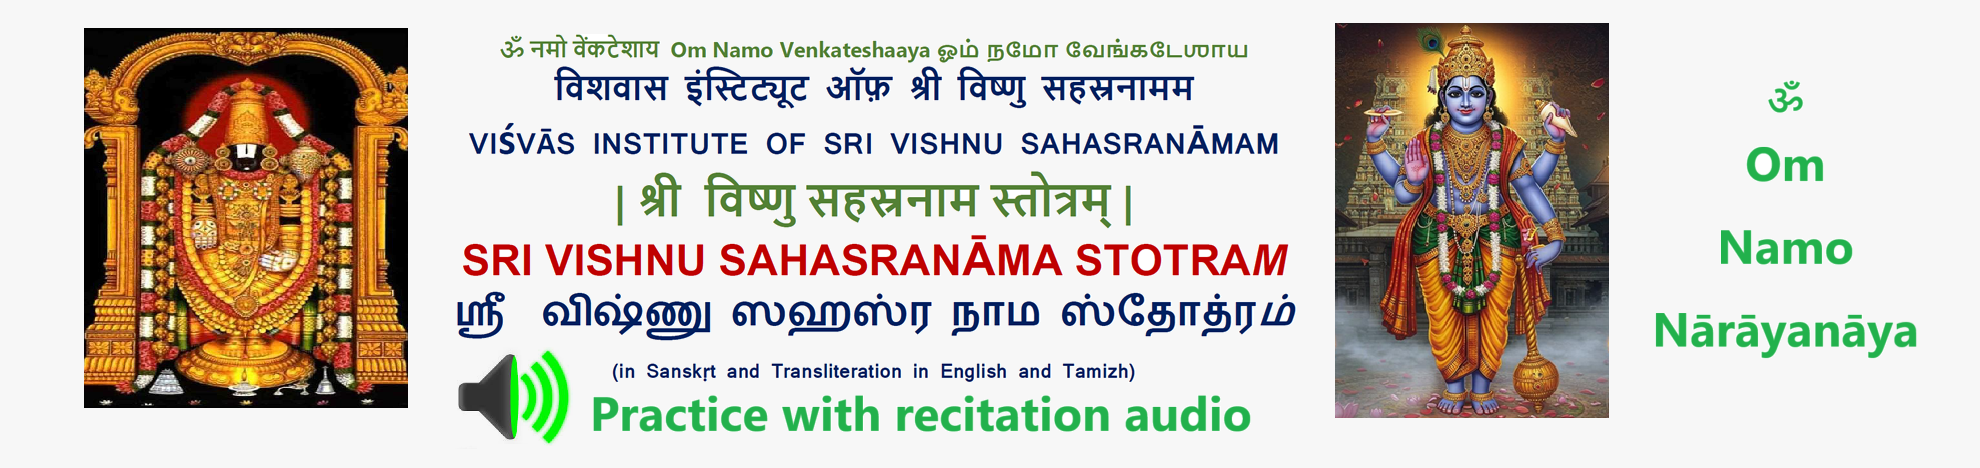 ॐ नमो वेंकटेशाय Om Namo Venkateshaaya ஓம் நமோ வேங்கடேஶாய
विशवास इंस्टिट्यूट ऑफ़ श्री विष्णु सहस्रनामम
VIŚVĀS INSTITUTE OF SRI VISHNU SAHASRANĀMAM
| श्री विष्णु सहस्रनाम स्तोत्रम् |
SRI VISHNU SAHASRANĀMA STOTRAM
ஸ்ரீ விஷ்ணு ஸஹஸ்ர நாம ஸ்தோத்ரம்
(in Sanskṛt and Transliteration in English and Tamizh)
Practice with recitation audio
ॐ
Om
Namo
Nārāyanāya